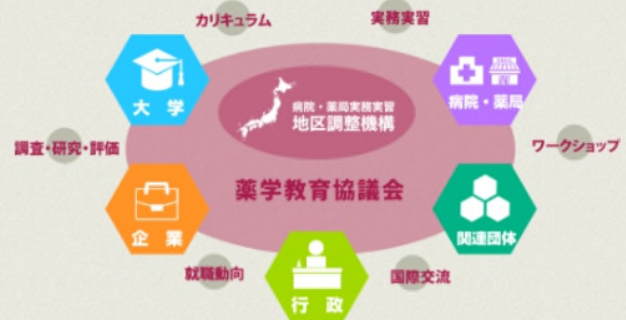 カリキュラム
実務実習
大学
病院・薬局
病院・薬局実務実習
地区調整機構
調査・研究・評価
ワークショップ
薬学教育協議会
企業
関連団体
就職動向
国際交流
行政